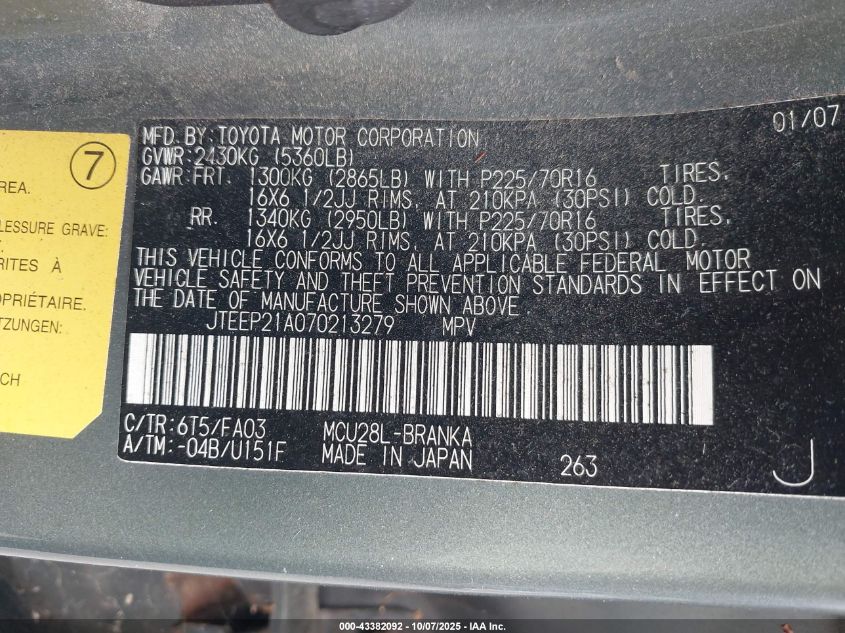 7
REA.
LESSURE GRAVE:
RITES À
OPRIÉTAIRE.
TZUNGEN:
CH
01/07
MFD. BY: TOYOTA MOTOR CORPORATION
GVWR: 2430KG (5360LB)
GAWR FRT. 1300KG (2865LB) WITH P225/70R16 TIRES,
16X6 1/2JJ RIMS, AT 210KPA (30PSI) COLD.
RR. 1340KG (2950LB) WITH P225/70R16 TIRES,
16X6 1/2JJ RIMS, AT 210KPA (30PSI) COLD.
THIS VEHICLE CONFORMS TO ALL APPLICABLE FEDERAL MOTOR
VEHICLE SAFETY AND THEFT PREVENTION STANDARDS IN EFFECT ON
THE DATE OF MANUFACTURE SHOWN ABOVE
JTEEP21A070213279 MPV
C/TR: 6T5/FA03 MCU28L-BRANKA
A/TM: -04B/U151F MADE IN JAPAN 263 J
000-43382092 - 10/07/2025 - IAA Inc.